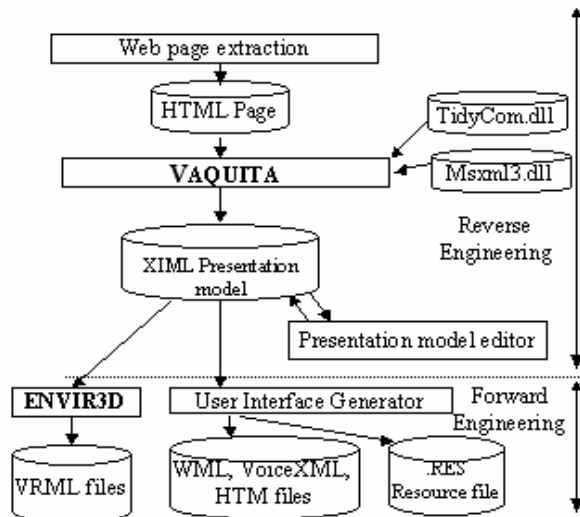 Web page extraction
HTML Page
TidyCom.dll
VAQUITA
Msxml3.dll
Reverse
Engineering
XIML Presentation
model
Presentation model editor
ENVIR3D
User Interface Generator
Forward
Engineering
VRML files
WML, VoiceXML,
HTM files
.RES
Resource file